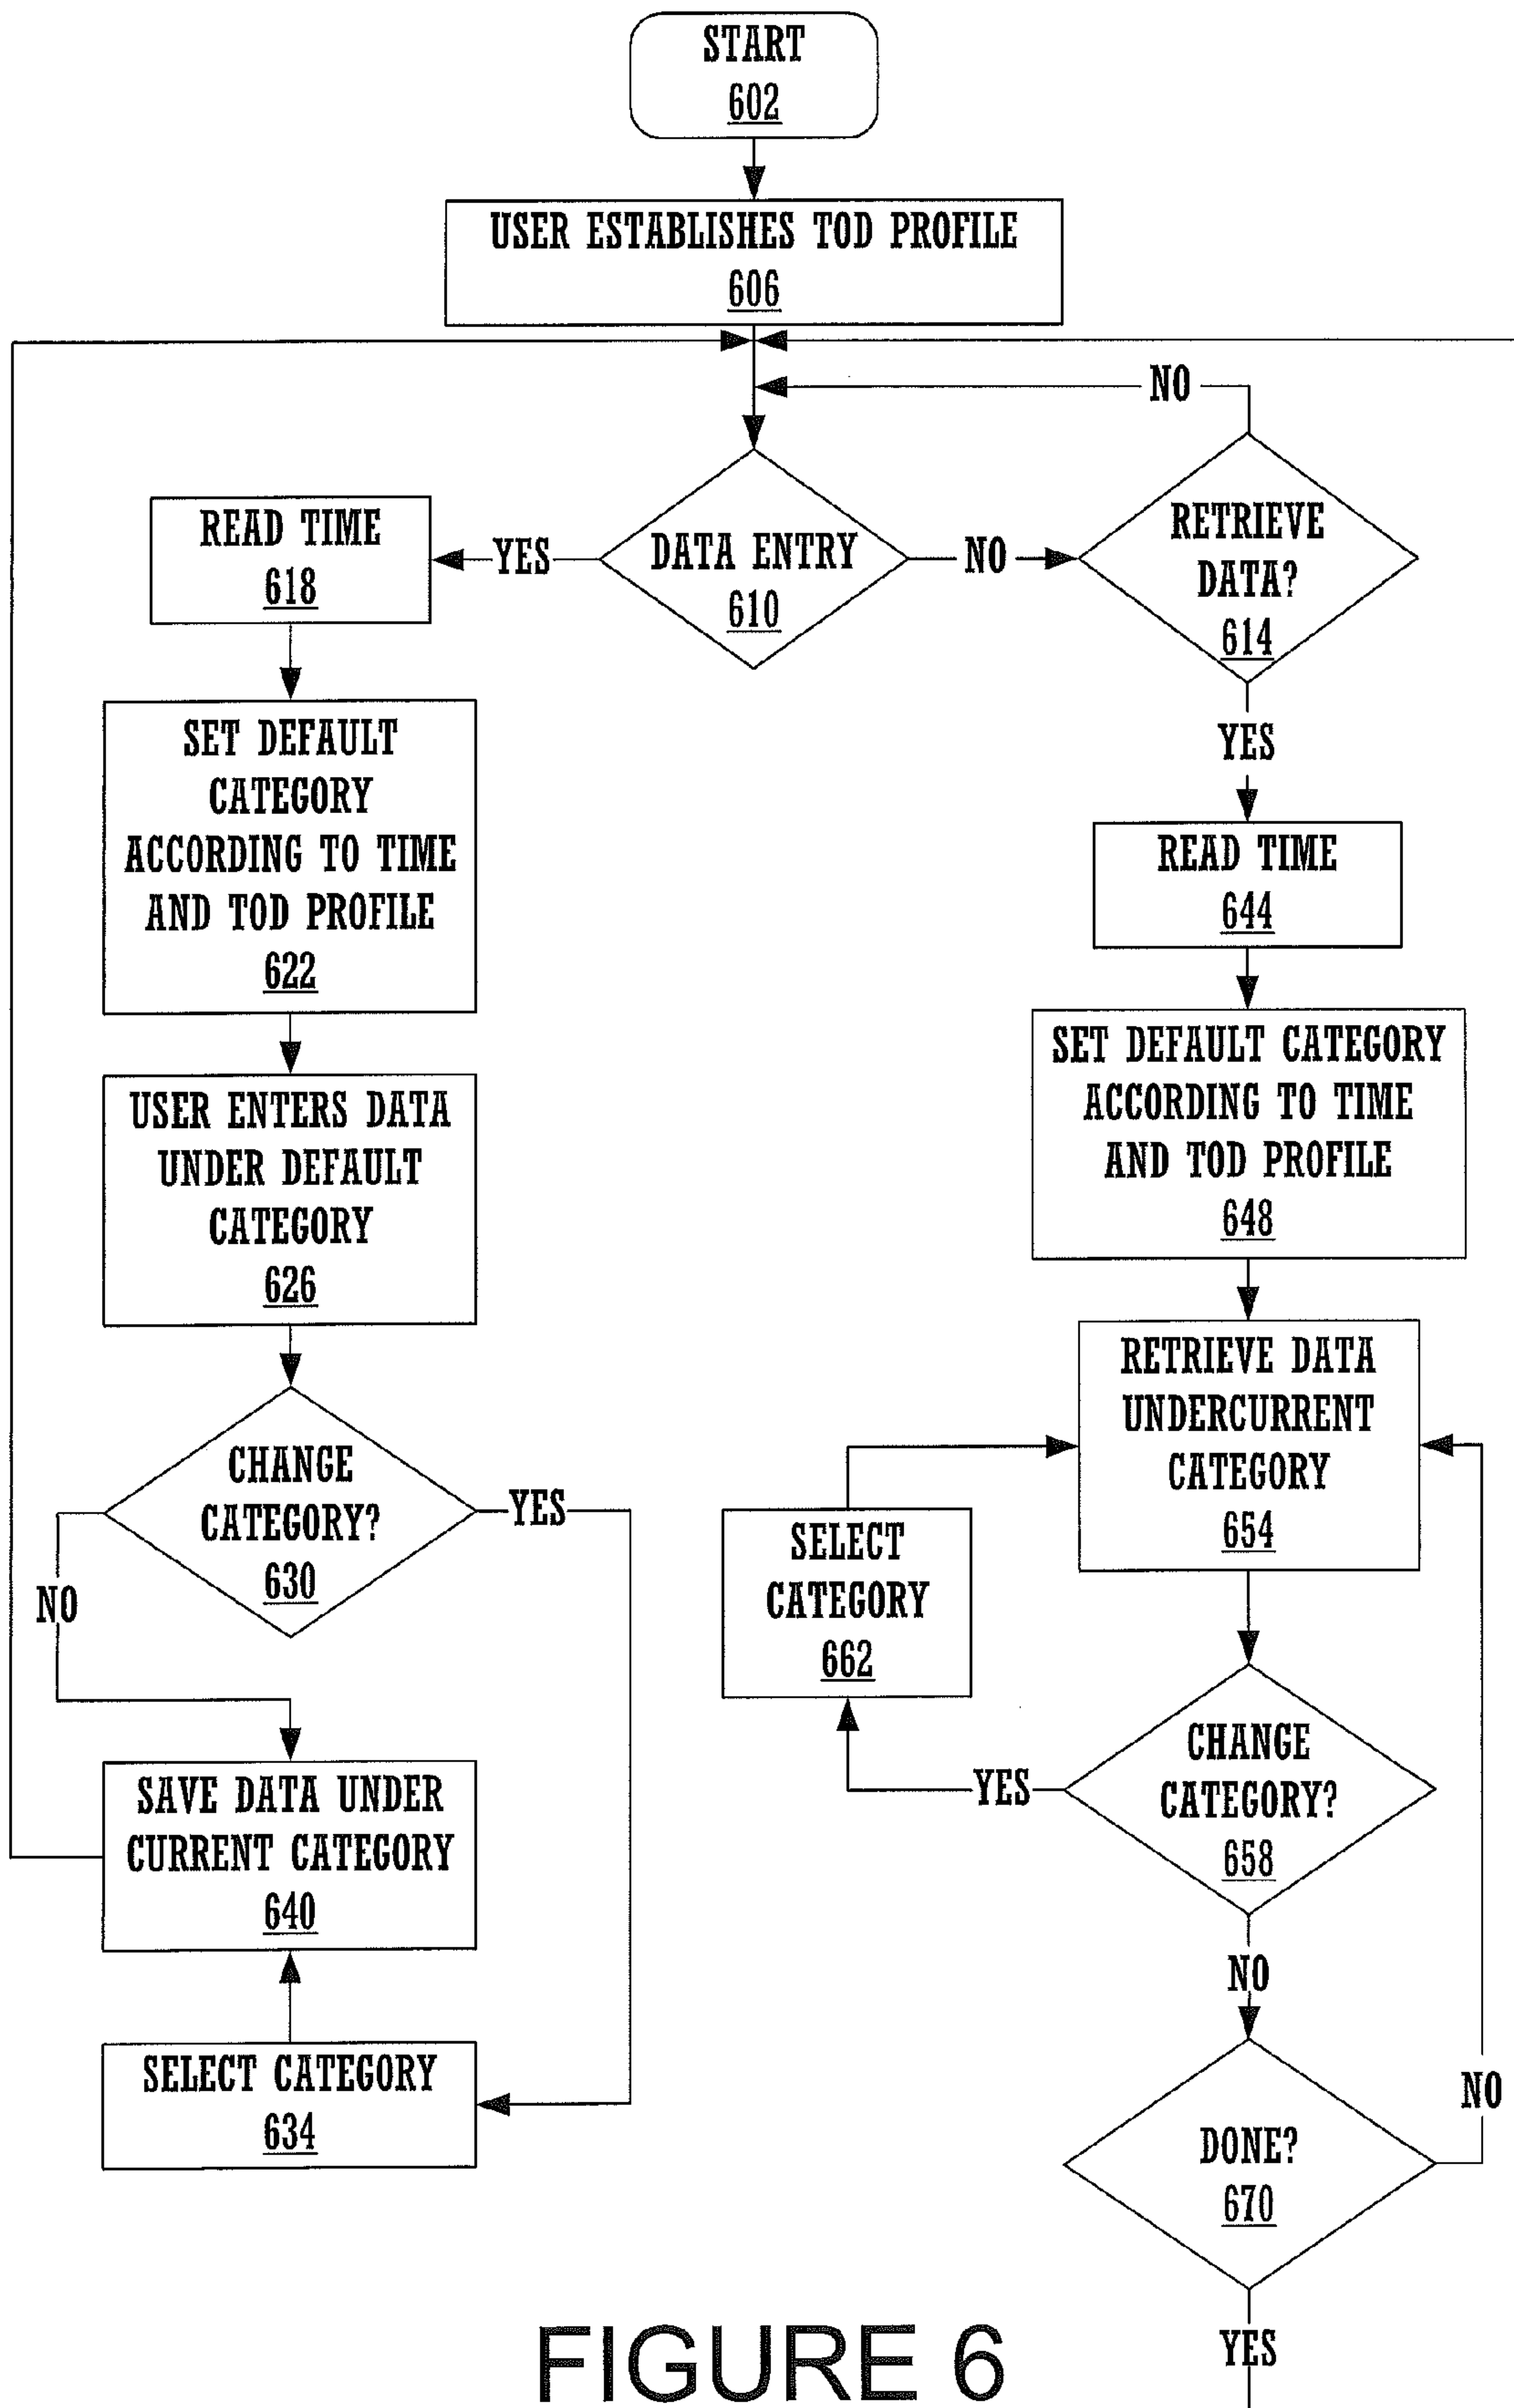 START
602
USER ESTABLISHES TOD PROFILE
606
NO
DATA ENTRY
610
YES
NO
RETRIEVE
DATA?
614
READ TIME
618
SET DEFAULT
CATEGORY
ACCORDING TO TIME
AND TOD PROFILE
622
USER ENTERS DATA
UNDER DEFAULT
CATEGORY
626
CHANGE
CATEGORY?
630
YES
NO
SAVE DATA UNDER
CURRENT CATEGORY
640
SELECT CATEGORY
634
YES
READ TIME
644
SET DEFAULT CATEGORY
ACCORDING TO TIME
AND TOD PROFILE
648
RETRIEVE DATA
UNDERCURRENT
CATEGORY
654
SELECT
CATEGORY
662
CHANGE
CATEGORY?
658
YES
NO
DONE?
670
NO
YES
FIGURE 6